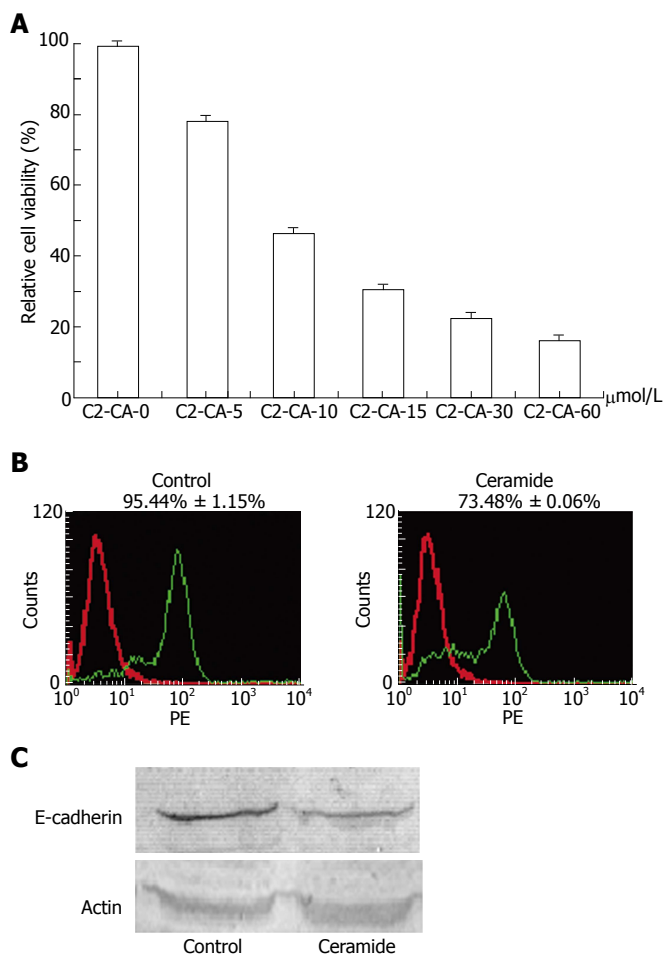 A
Relative cell viability (%)
100
80
60
40
20
0
C2-CA-0 C2-CA-5 C2-CA-10 C2-CA-15 C2-CA-30 C2-CA-60 μmol/L
B
Control
95.44% ± 1.15%
120
Counts
0
10⁰ 10¹ 10² 10³ 10⁴
PE
Ceramide
73.48% ± 0.06%
120
Counts
0
10⁰ 10¹ 10² 10³ 10⁴
PE
C
E-cadherin
Actin
Control Ceramide